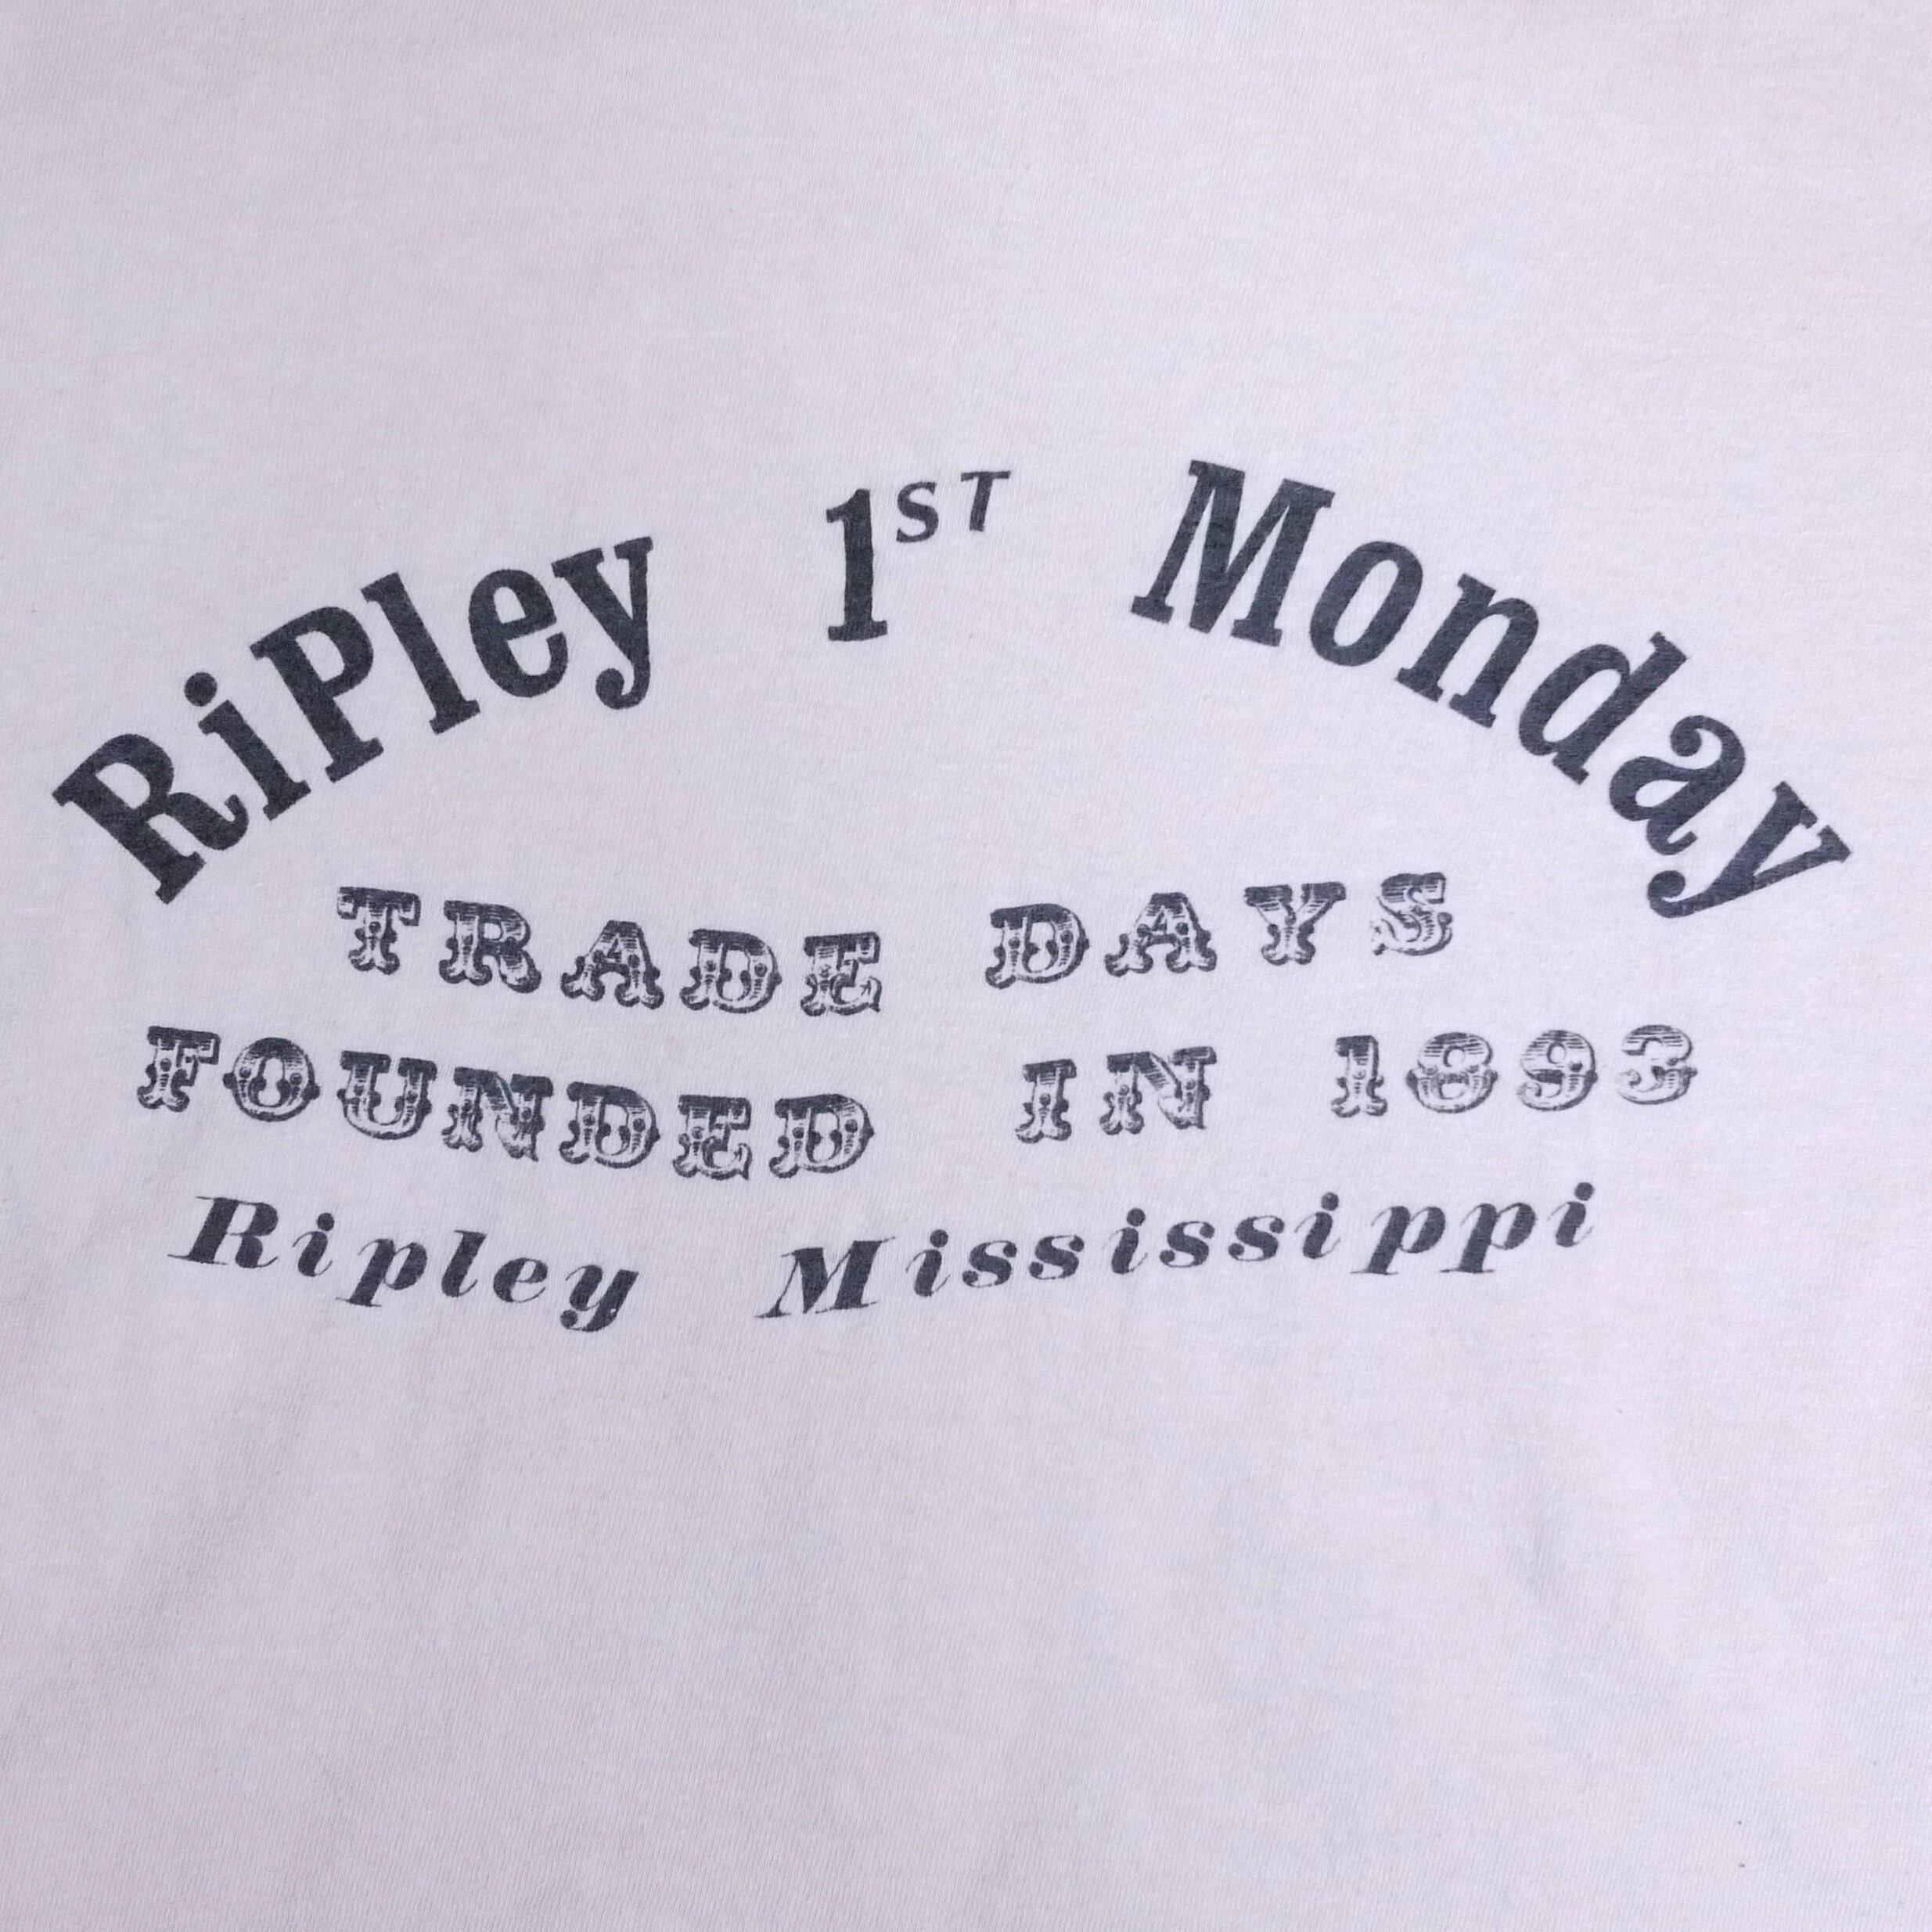 RiPley 1ST Monday
TRADE DAYS
FOUNDED IN 1893
Ripley Mississippi